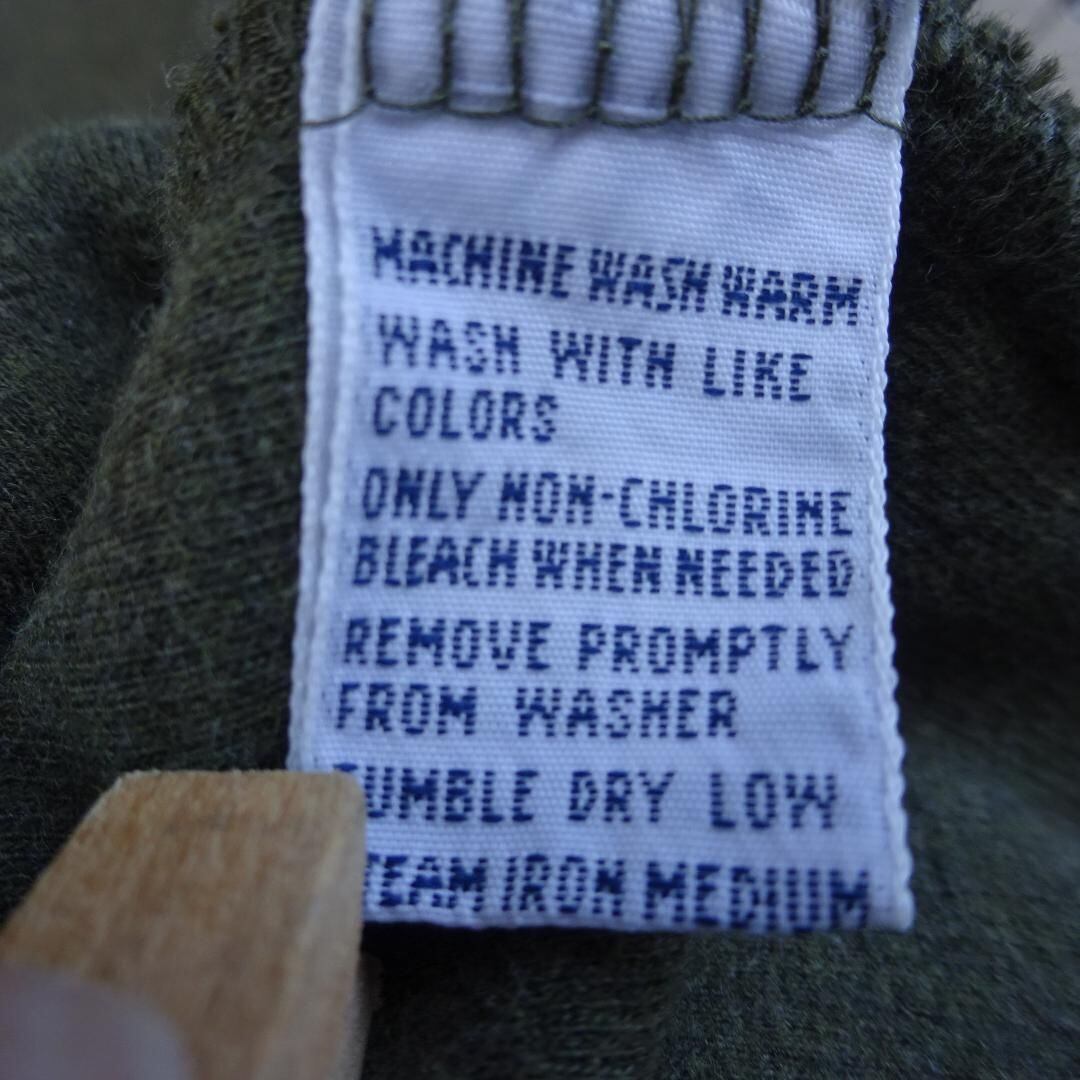 MACHINE WASH WARM
WASH WITH LIKE
COLORS
ONLY NON-CHLORINE
BLEACH WHEN NEEDED
REMOVE PROMPTLY
FROM WASHER
TUMBLE DRY LOW
TEAM IRON MEDIUM